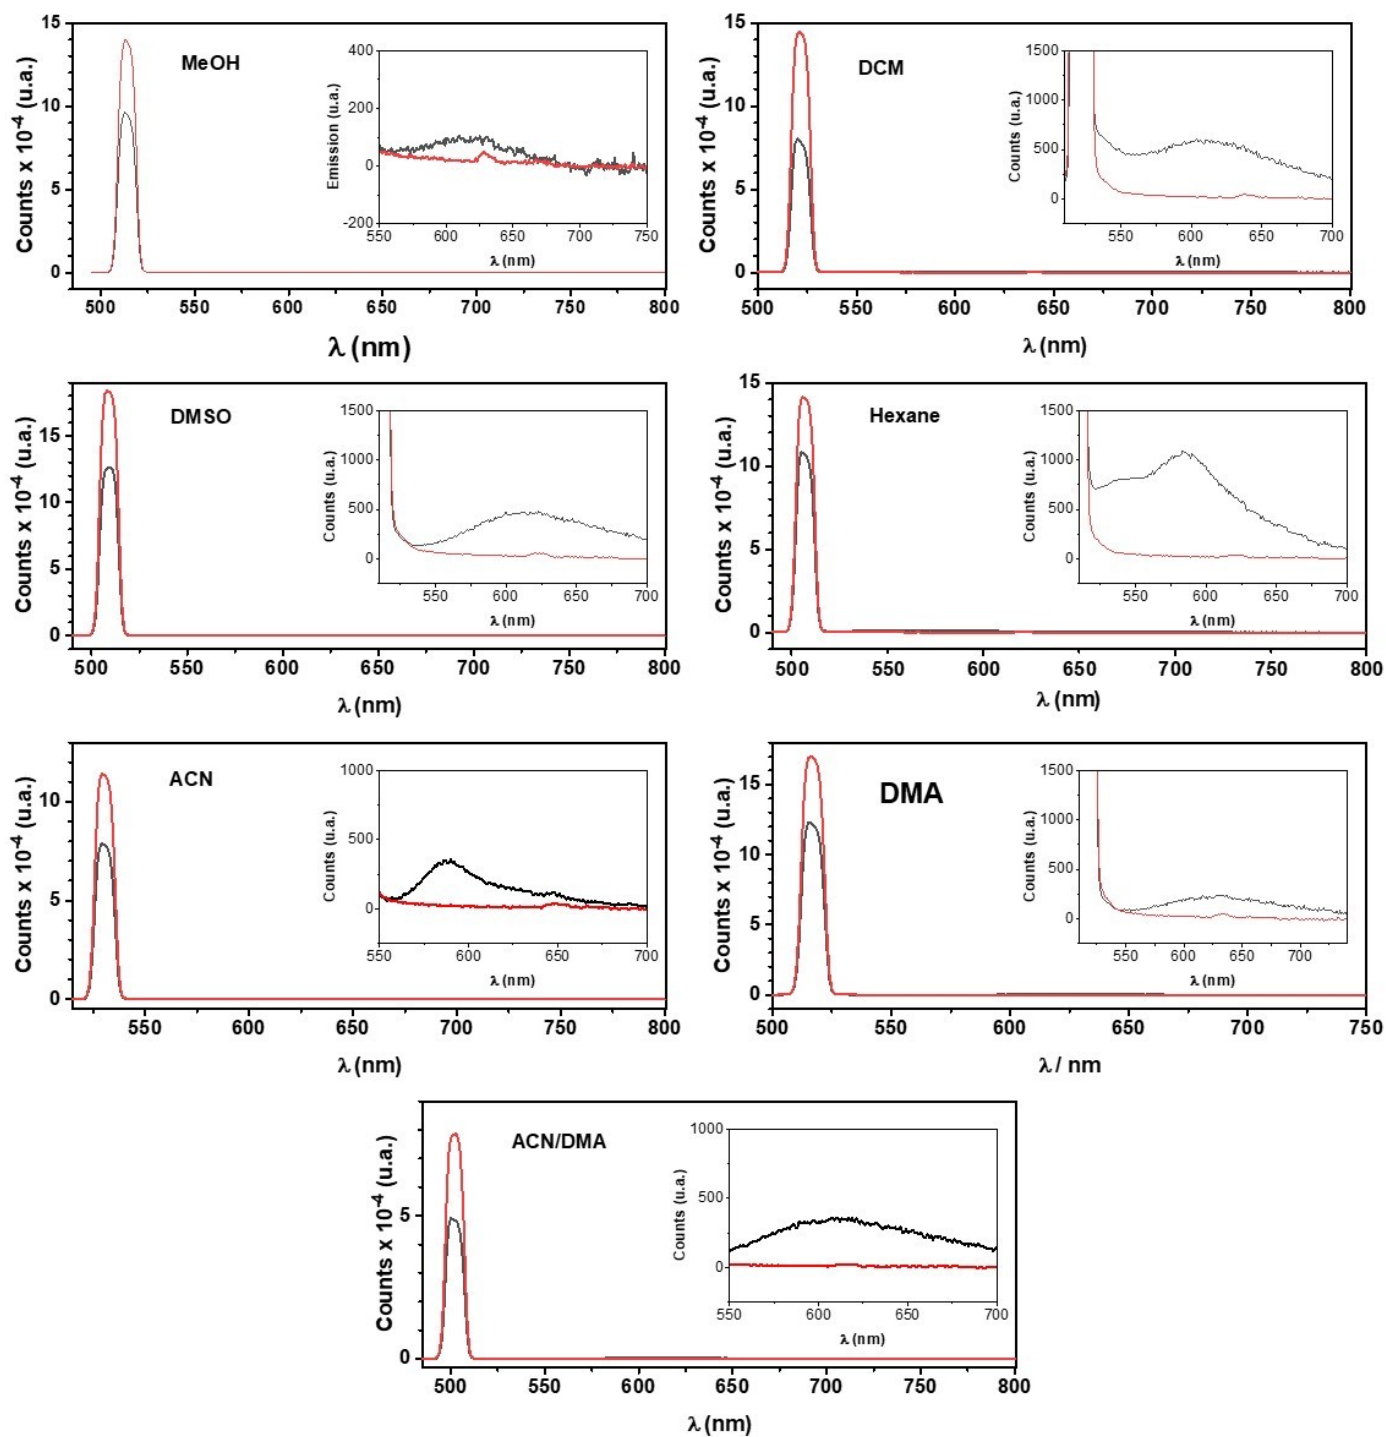 MeOH
Counts x 10-4 (u.a.)
15
10
5
0
500 550 600 650 700 750 800
λ (nm)
Emission (u.a.)
400
200
0
-200
550 600 650 700 750
λ (nm)
DCM
Counts x 10-4 (u.a.)
15
10
5
0
500 550 600 650 700 750 800
λ (nm)
Counts (u.a.)
1500
1000
500
0
550 600 650 700
λ (nm)
DMSO
Counts x 10-4 (u.a.)
15
10
5
0
500 550 600 650 700 750 800
λ (nm)
Counts (u.a.)
1500
1000
500
0
550 600 650 700
λ (nm)
Hexane
Counts x 10-4 (u.a.)
15
10
5
0
500 550 600 650 700 750 800
λ (nm)
Counts (u.a.)
1500
1000
500
0
550 600 650 700
λ (nm)
ACN
Counts x 10-4 (u.a.)
10
5
0
550 600 650 700 750 800
λ (nm)
Counts (u.a.)
1000
500
0
550 600 650 700
λ (nm)
DMA
Counts x 10-4 (u.a.)
15
10
5
0
500 550 600 650 700 750
λ / nm
Counts (u.a.)
1500
1000
500
0
550 600 650 700
λ (nm)
ACN/DMA
Counts x 10-4 (u.a.)
5
0
500 550 600 650 700 750 800
λ (nm)
Counts (u.a.)
1000
500
0
550 600 650 700
λ (nm)